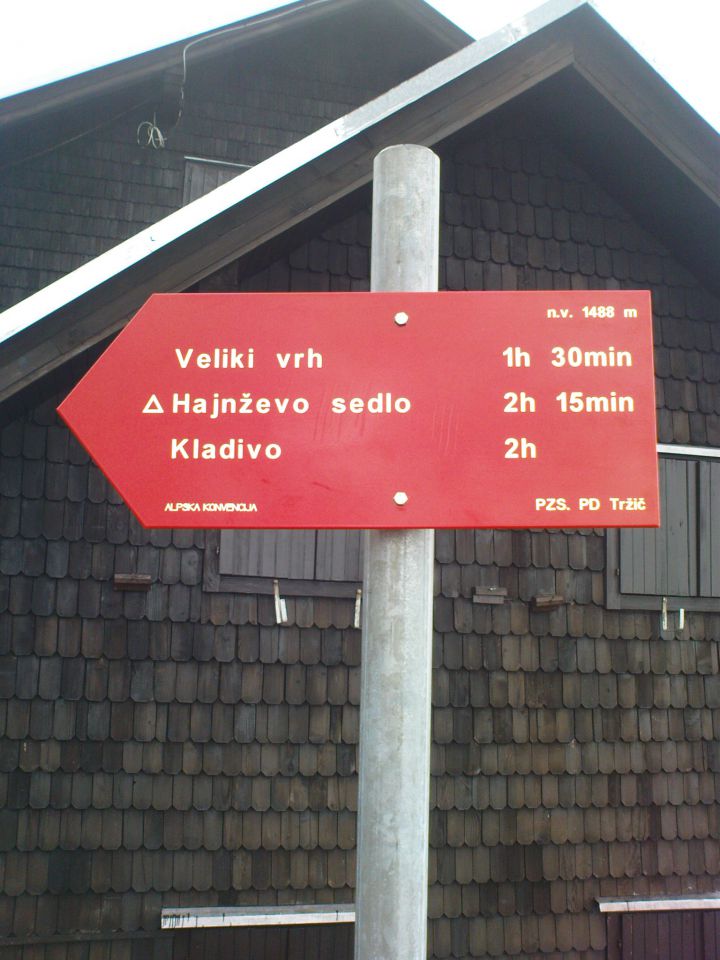 n.v. 1488 m
Veliki vrh 1h 30min
Hajnževo sedlo 2h 15min
Kladivo 2h
ALPSKA KONVENCIJA PZS. PD Tržič